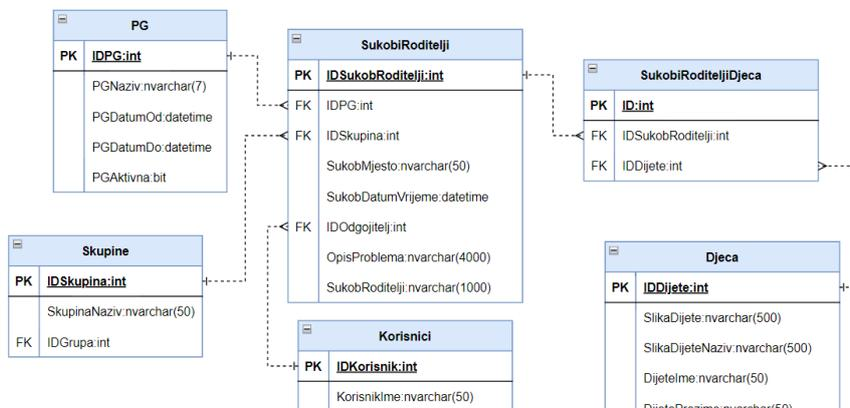 PG
PK IDPG:int
PGNaziv:nvarchar(7)
PGDatumOd:datetime
PGDatumDo:datetime
PGAktivna:bit
SukobiRoditelji
PK IDSukobRoditelji:int
FK IDPG:int
FK IDSkupina:int
SukobMjesto:nvarchar(50)
SukobDatumVrijeme:datetime
FK IDOdgojitelj:int
OpisProblema:nvarchar(4000)
SukobRoditelji:nvarchar(1000)
SukobiRoditeljiDjeca
PK ID:int
FK IDSukobRoditelji:int
FK IDDijete:int
Skupine
PK IDSkupina:int
SkupinaNaziv:nvarchar(50)
FK IDGrupa:int
Korisnici
PK IDKorisnik:int
KorisnikIme:nvarchar(50)
Djeca
PK IDDijete:int
SlikaDijete:nvarchar(500)
SlikaDijeteNaziv:nvarchar(500)
DijeteIme:nvarchar(50)
DijetePrezime:nvarchar(50)